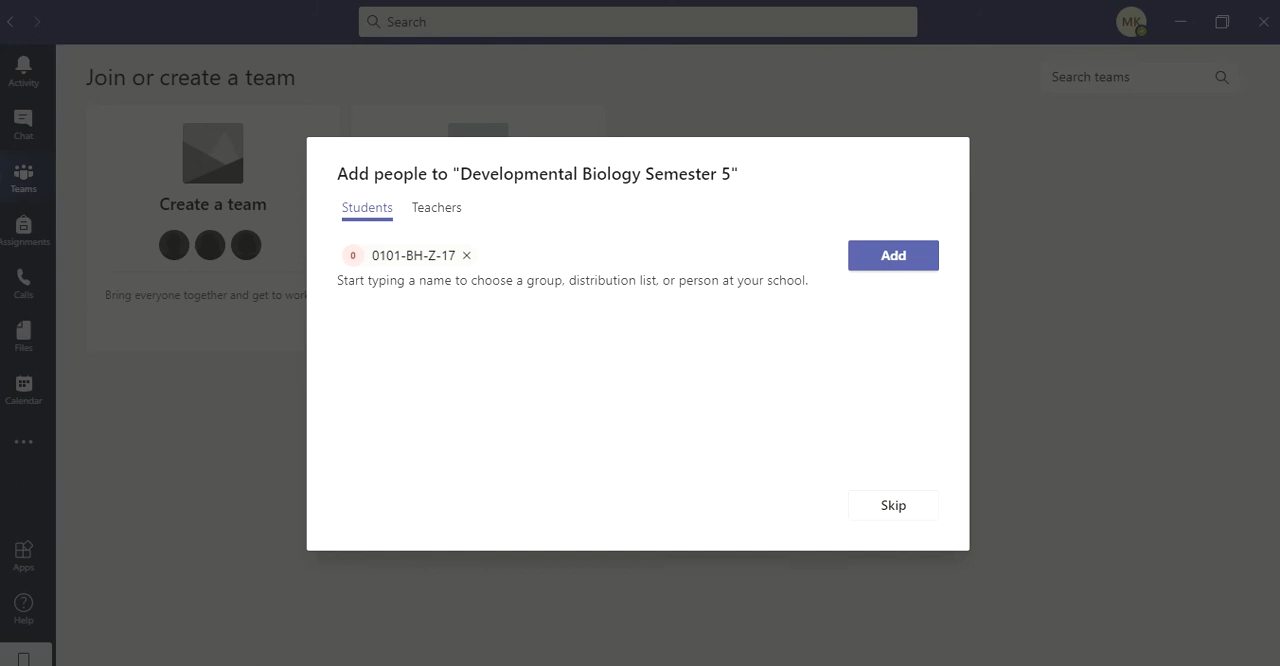 Search
MK
Activity
Chat
Teams
Assignments
Calls
Files
Calendar
Apps
Help
Join or create a team
Search teams
Create a team
Bring everyone together and get to work
Add people to "Developmental Biology Semester 5"
Students Teachers
0 0101-BH-Z-17 ×
Add
Start typing a name to choose a group, distribution list, or person at your school.
Skip